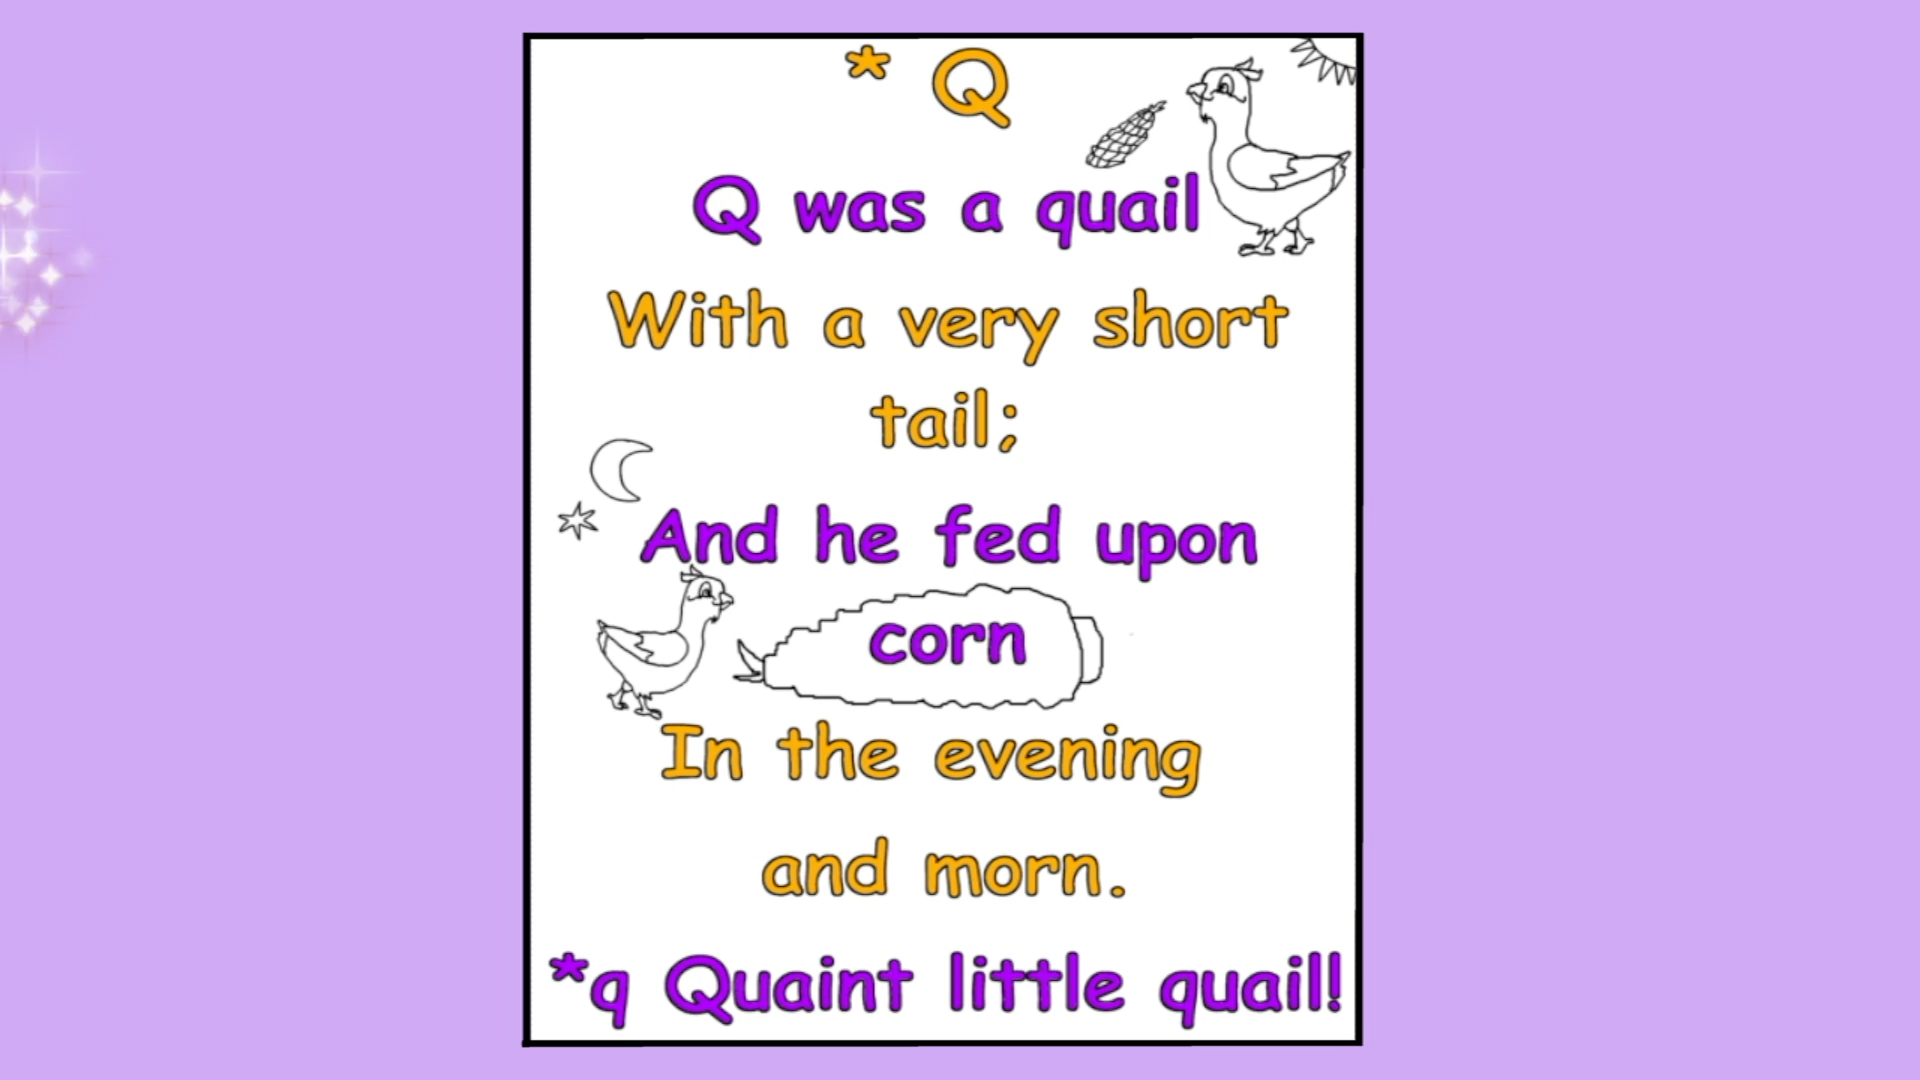 * Q
Q was a quail
With a very short
tail;
And he fed upon
corn
In the evening
and morn.
*q Quaint little quail!